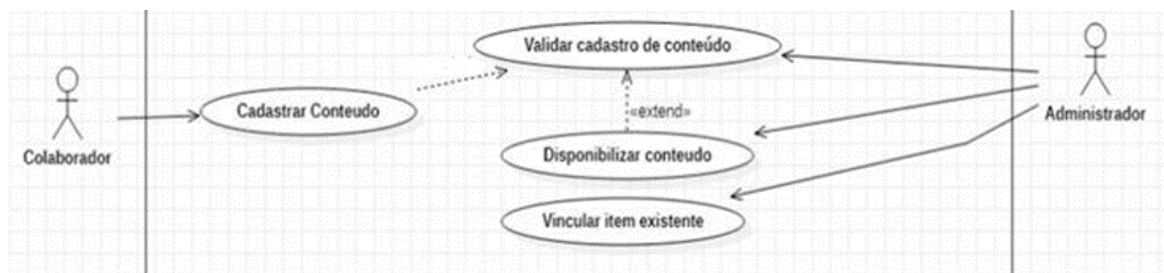 Validar cadastro de conteúdo
Cadastrar Conteudo
«extend»
Administrador
Colaborador
Disponibilizar conteudo
Vincular item existente